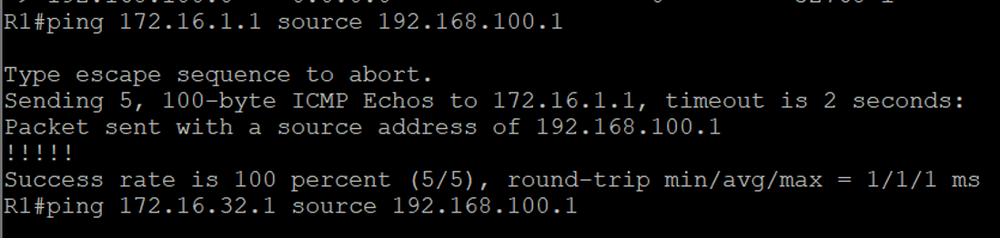 R1#ping 172.16.1.1 source 192.168.100.1
Type escape sequence to abort.
Sending 5, 100-byte ICMP Echos to 172.16.1.1, timeout is 2 seconds:
Packet sent with a source address of 192.168.100.1
!!!!!
Success rate is 100 percent (5/5), round-trip min/avg/max = 1/1/1 ms
R1#ping 172.16.32.1 source 192.168.100.1